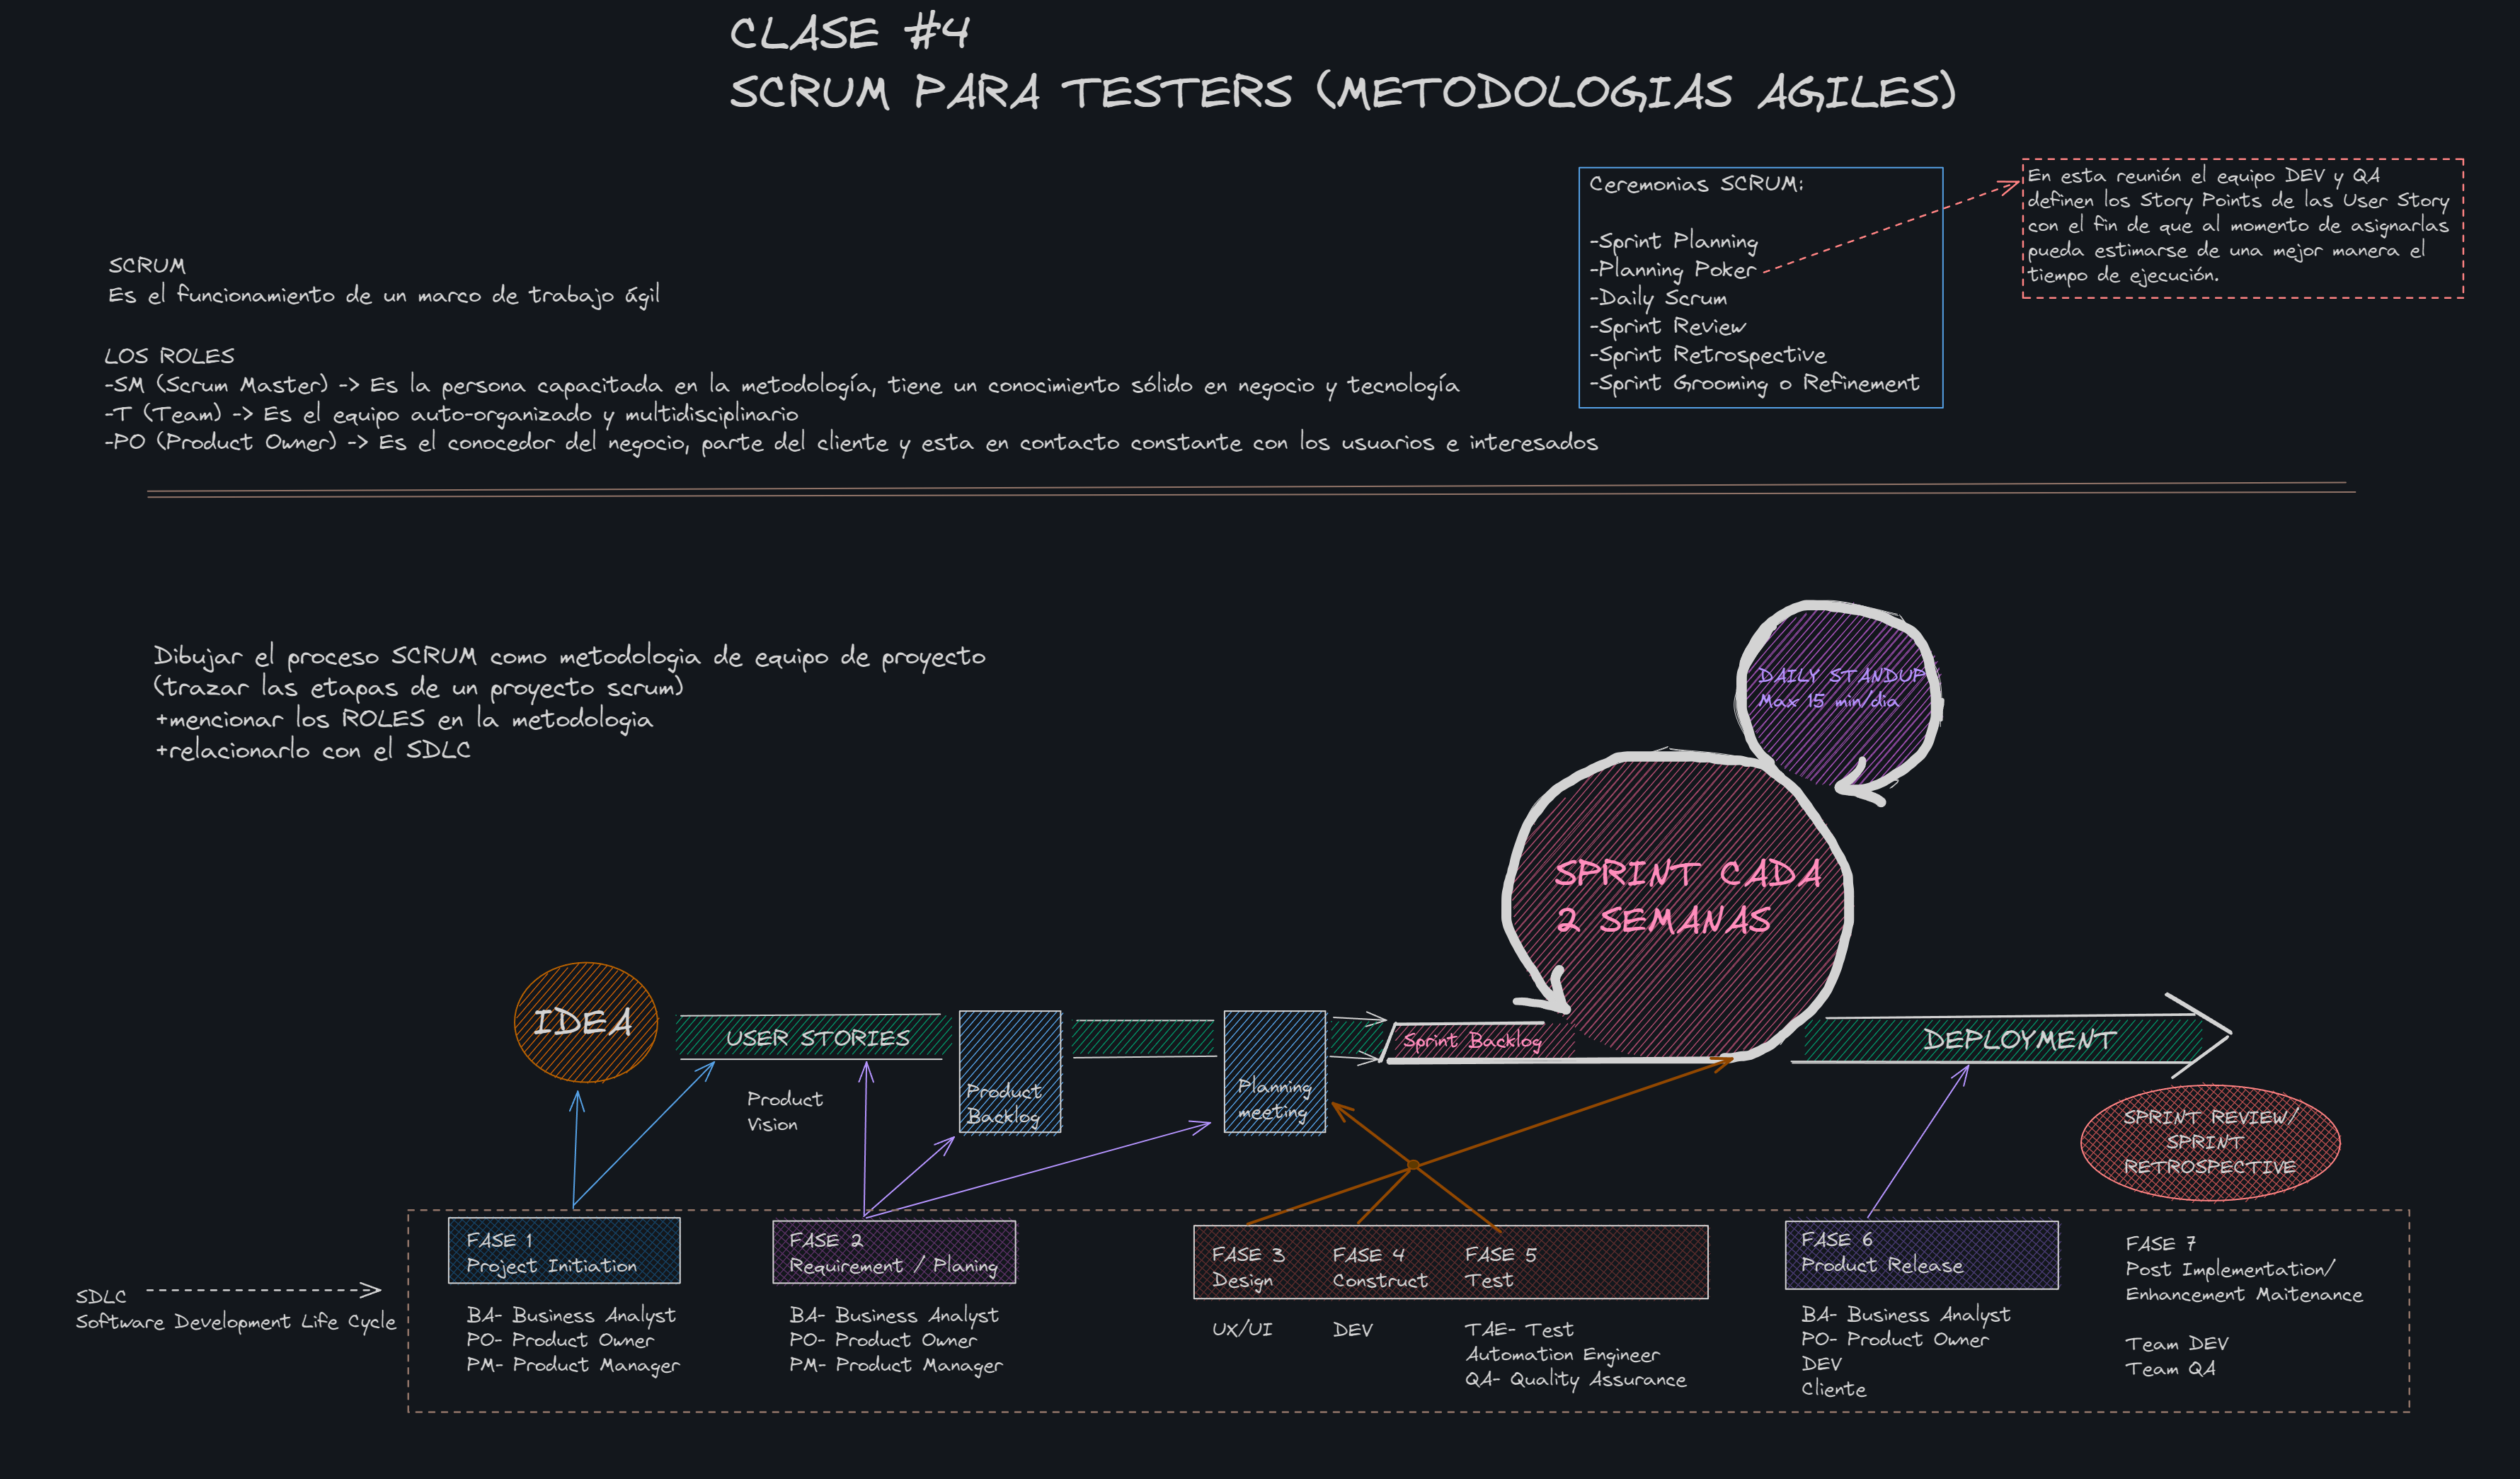 CLASE #4
SCRUM PARA TESTERS (METODOLOGIAS AGILES)
SCRUM
Es el funcionamiento de un marco de trabajo ágil
LOS ROLES
-SM (Scrum Master) -> Es la persona capacitada en la metodología, tiene un conocimiento sólido en negocio y tecnología
-T (Team) -> Es el equipo auto-organizado y multidisciplinario
-PO (Product Owner) -> Es el conocedor del negocio, parte del cliente y esta en contacto constante con los usuarios e interesados
Ceremonias SCRUM:
-Sprint Planning
-Planning Poker
-Daily Scrum
-Sprint Review
-Sprint Retrospective
-Sprint Grooming o Refinement
En esta reunión el equipo DEV y QA
definen los Story Points de las User Story
con el fin de que al momento de asignarlas
pueda estimarse de una mejor manera el
tiempo de ejecución.
Dibujar el proceso SCRUM como metodologia de equipo de proyecto
(trazar las etapas de un proyecto scrum)
+mencionar los ROLES en la metodologia
+relacionarlo con el SDLC
DAILY STANDUP
Max 15 min/dia
SPRINT CADA
2 SEMANAS
IDEA
USER STORIES
Product
Vision
Product
Backlog
Planning
meeting
Sprint Backlog
DEPLOYMENT
SPRINT REVIEW/
SPRINT
RETROSPECTIVE
SDLC
Software Development Life Cycle
FASE 1
Project Initiation
BA- Business Analyst
PO- Product Owner
PM- Product Manager
FASE 2
Requirement / Planing
BA- Business Analyst
PO- Product Owner
PM- Product Manager
FASE 3
Design
UX/UI
FASE 4
Construct
DEV
FASE 5
Test
TAE- Test
Automation Engineer
QA- Quality Assurance
FASE 6
Product Release
BA- Business Analyst
PO- Product Owner
DEV
Cliente
FASE 7
Post Implementation/
Enhancement Maitenance
Team DEV
Team QA